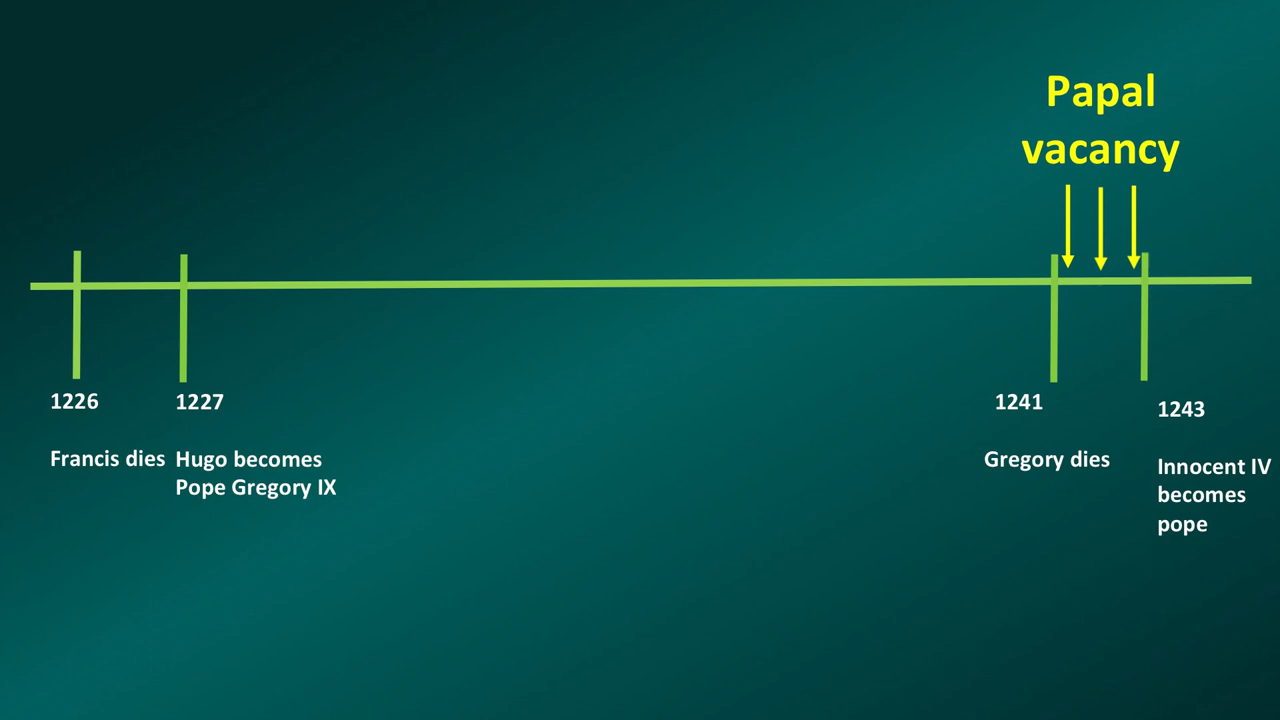 Papal
vacancy
1226
Francis dies
1227
Hugo becomes
Pope Gregory IX
1241
Gregory dies
1243
Innocent IV
becomes
pope